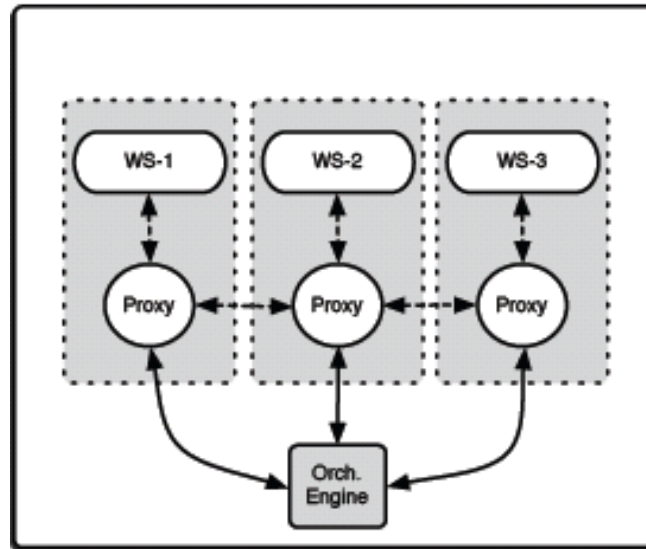 WS-1
WS-2
WS-3
Proxy
Proxy
Proxy
Orch.
Engine